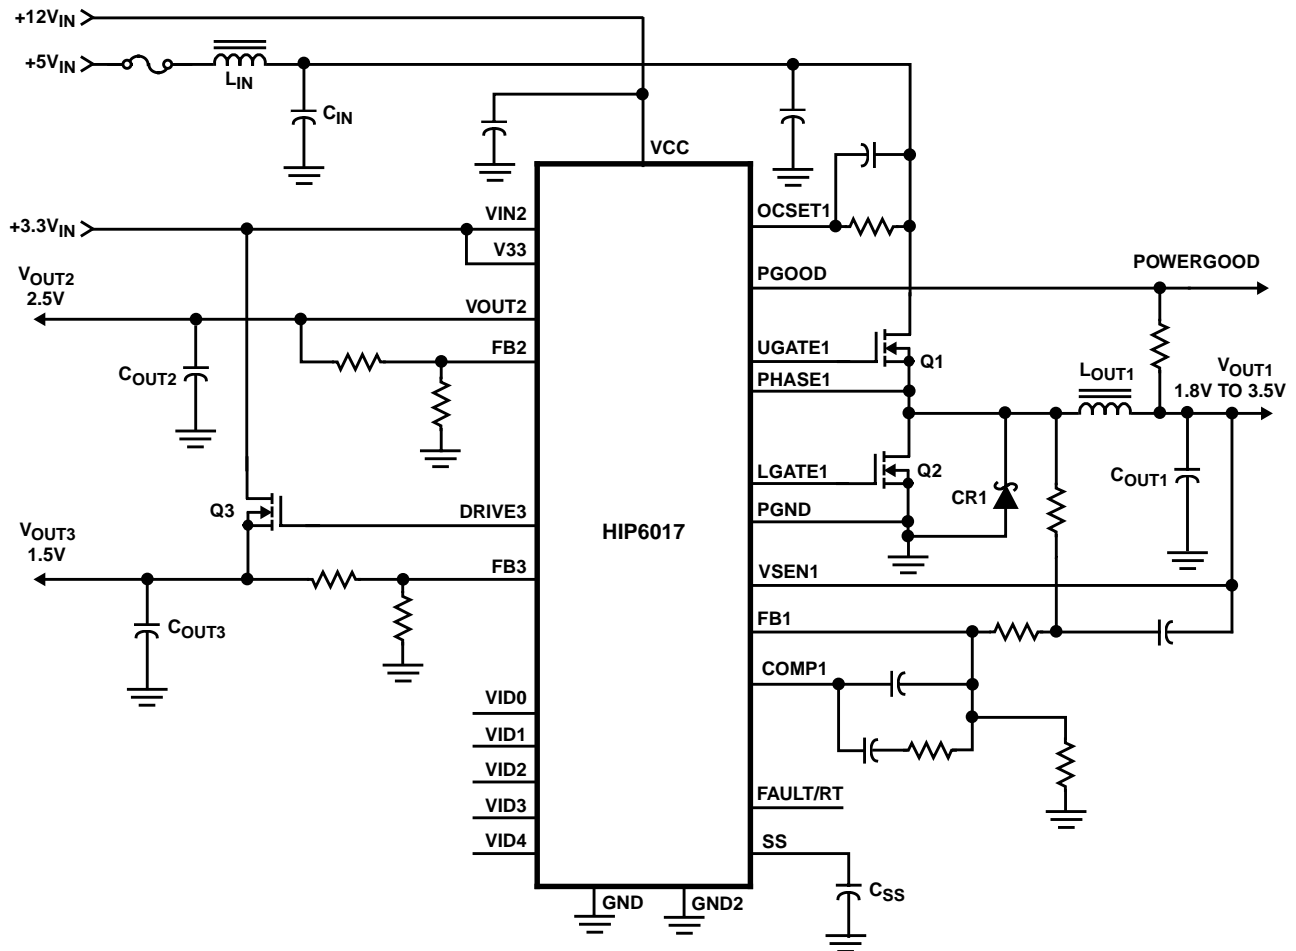 +12VIN
+5VIN
LIN
CIN
VCC
+3.3VIN
VIN2
OCSET1
V33
VOUT2
2.5V
PGOOD
POWERGOOD
VOUT2
FB2
UGATE1
Q1
COUT2
PHASE1
LOUT1
VOUT1
1.8V TO 3.5V
LGATE1
Q2
CR1
COUT1
Q3
DRIVE3
PGND
HIP6017
VOUT3
1.5V
FB3
VSEN1
COUT3
FB1
COMP1
VID0
VID1
VID2
VID3
VID4
FAULT/RT
SS
CSS
GND
GND2